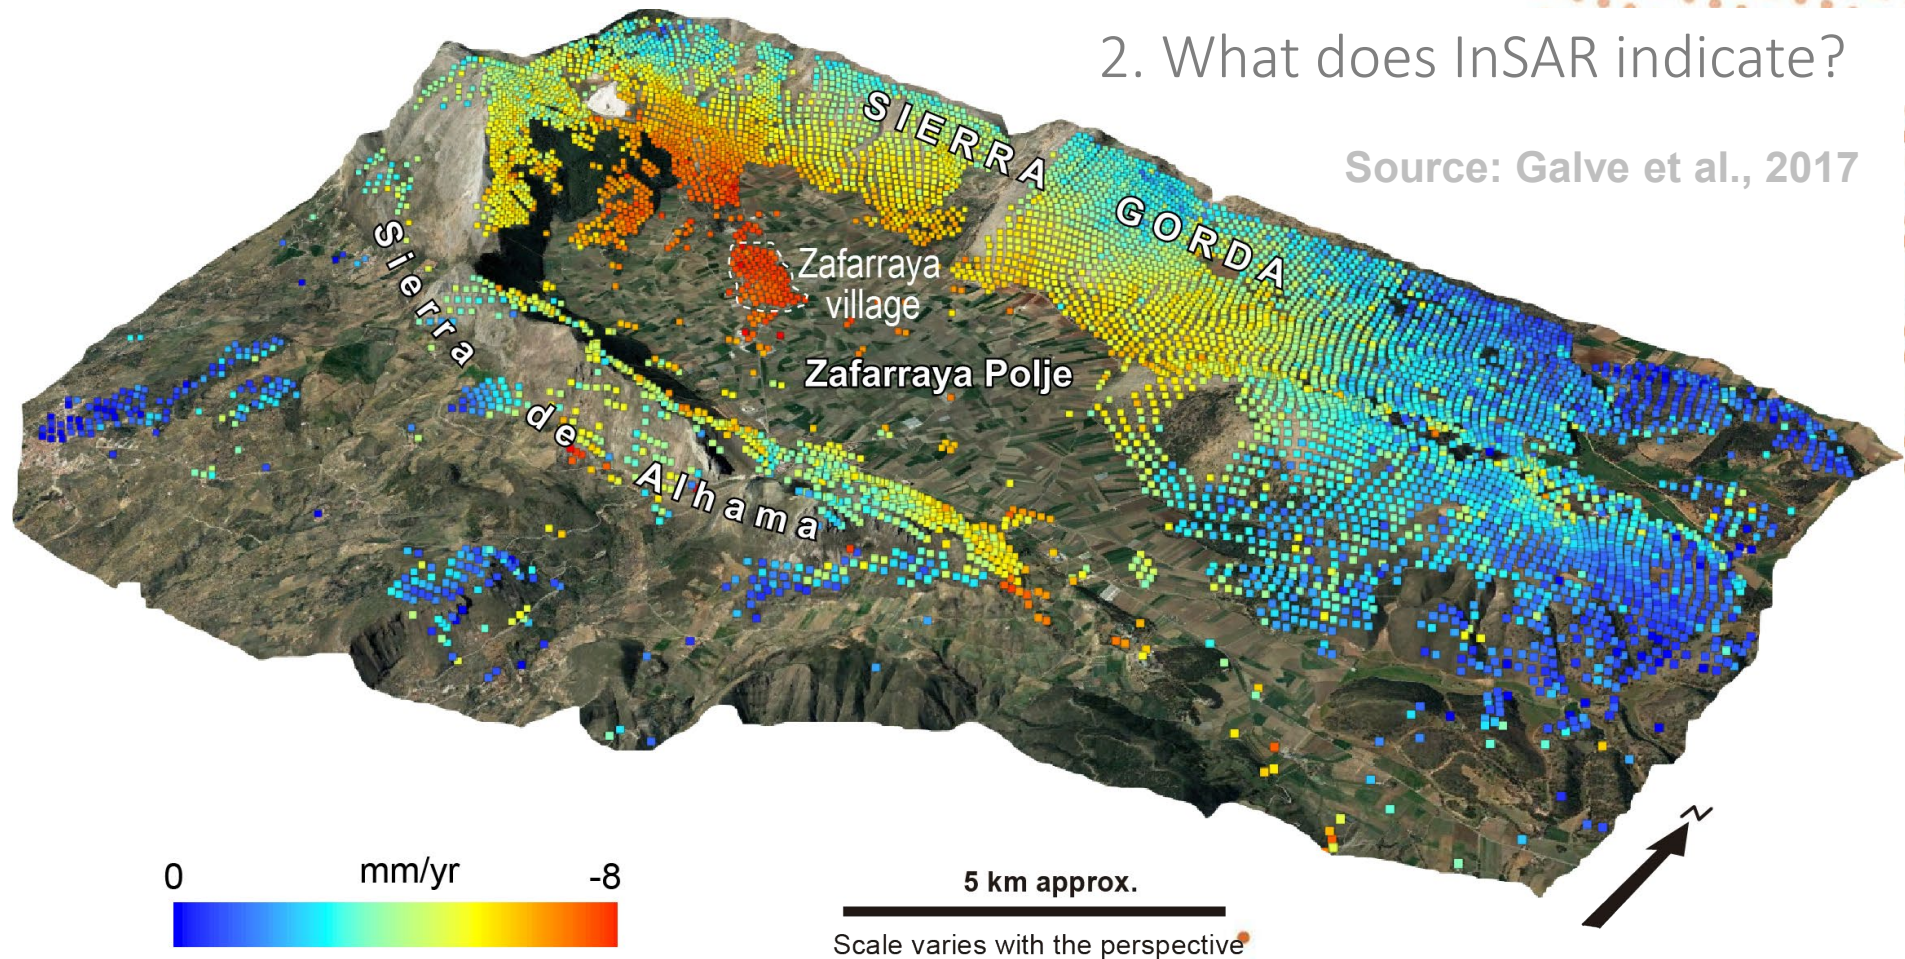 2. What does InSAR indicate?
Source: Galve et al., 2017
SIERRA
GORDA
Sierra
de
Alhama
Zafarraya
village
Zafarraya Polje
0 mm/yr -8
5 km approx.
Scale varies with the perspective
N